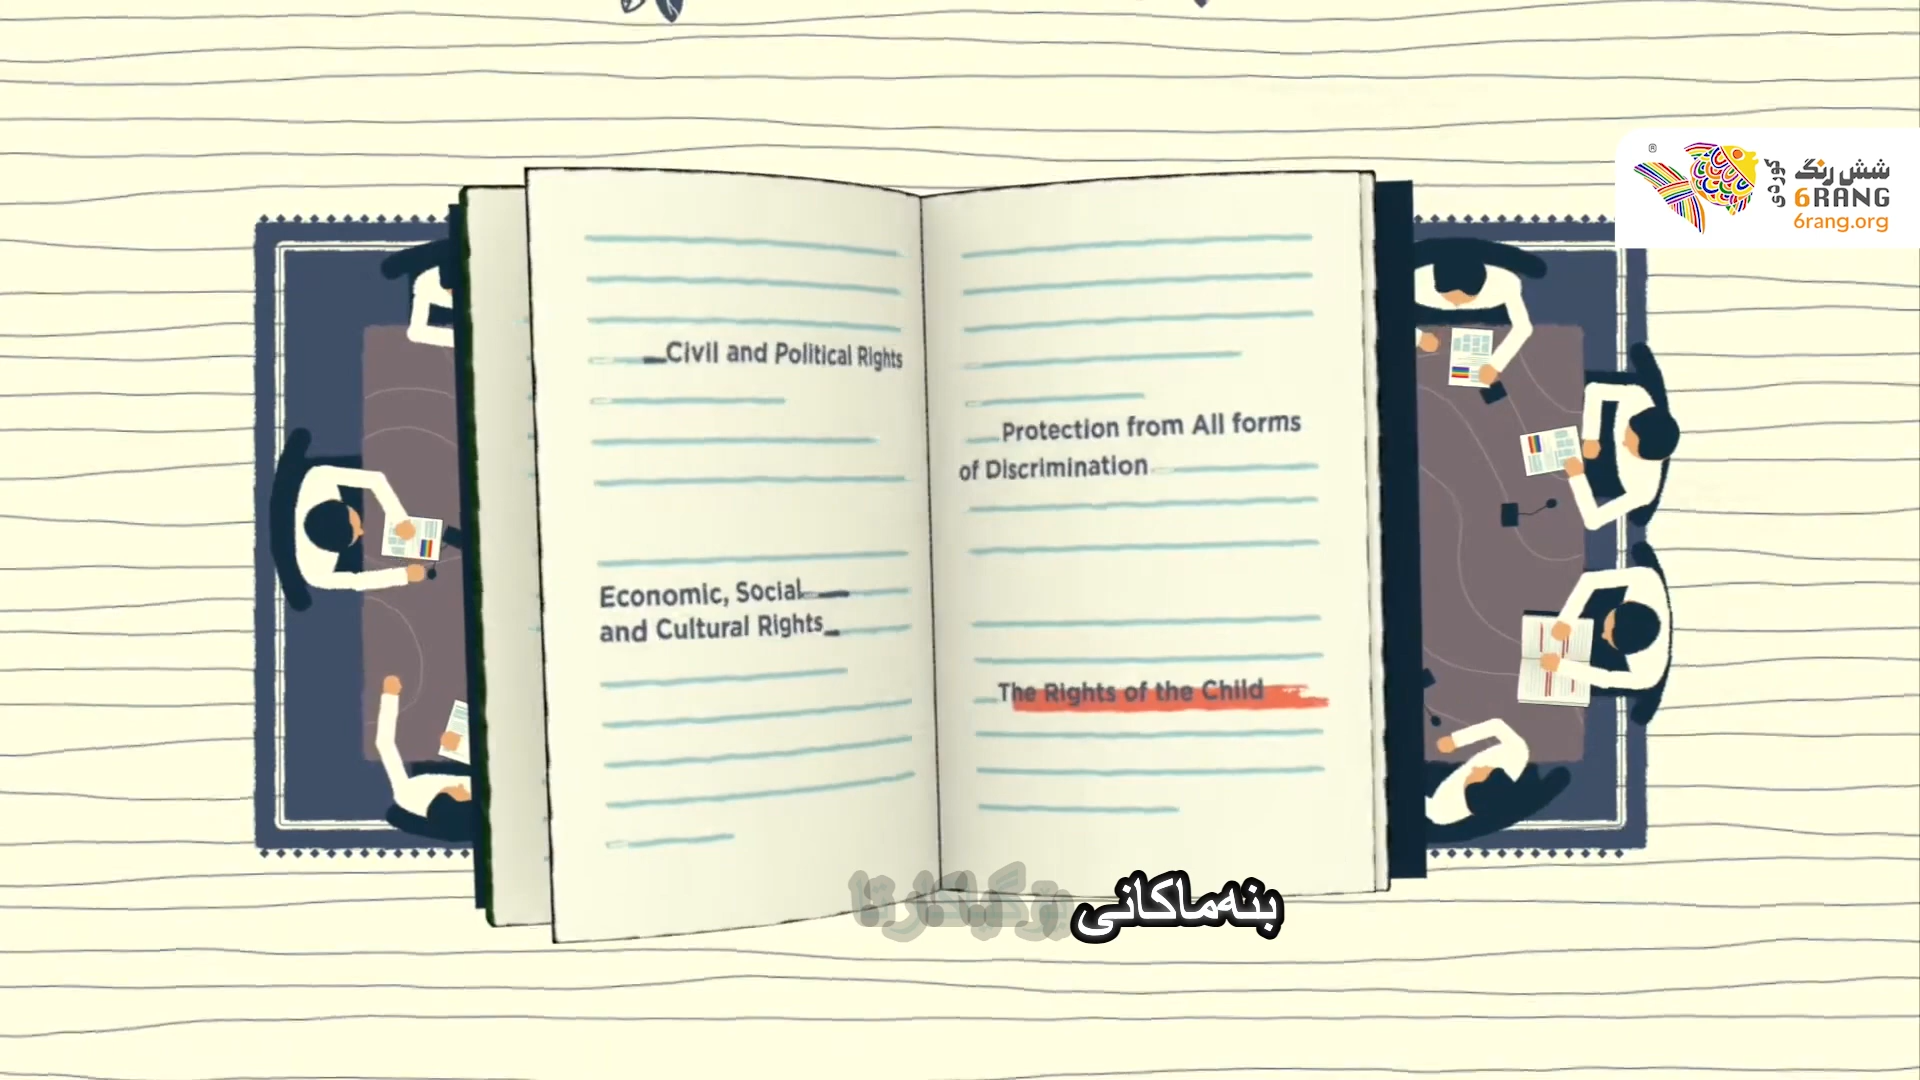 Civil and Political Rights
Economic, Social
and Cultural Rights
Protection from All forms
of Discrimination
The Rights of the Child
شش رنگ
کوردی
6RANG
6rang.org
®
بنەماکانی